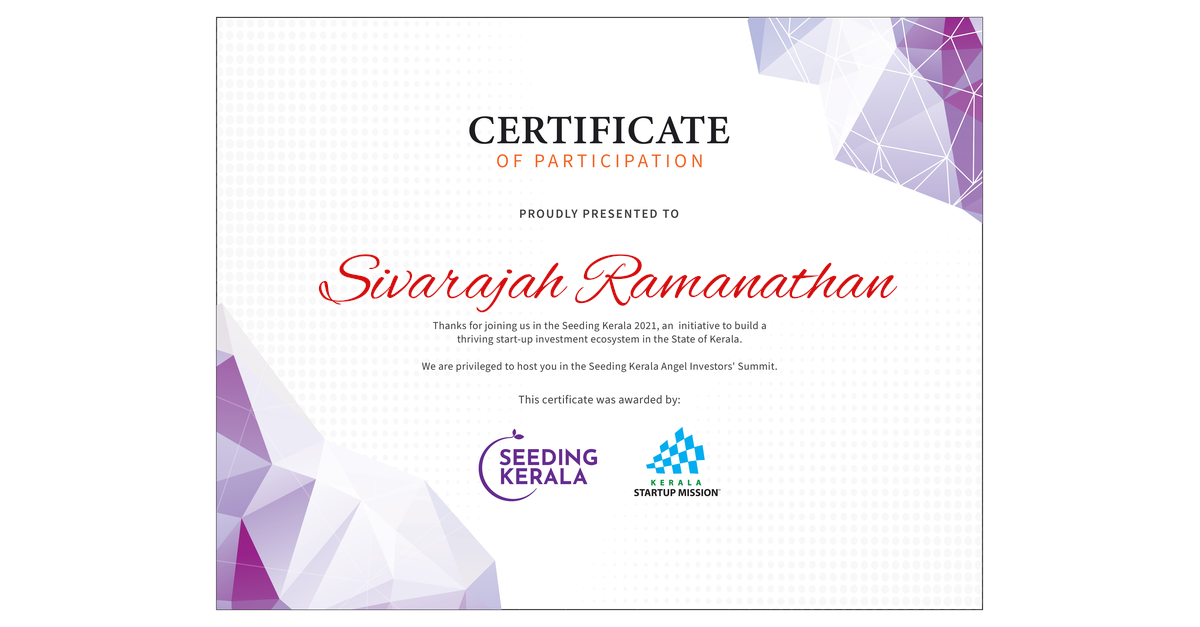 CERTIFICATE
OF PARTICIPATION
PROUDLY PRESENTED TO
Sivarajah Ramanathan
Thanks for joining us in the Seeding Kerala 2021, an initiative to build a
thriving start-up investment ecosystem in the State of Kerala.
We are privileged to host you in the Seeding Kerala Angel Investors' Summit.
This certificate was awarded by:
SEEDING
KERALA
KERALA
STARTUP MISSION